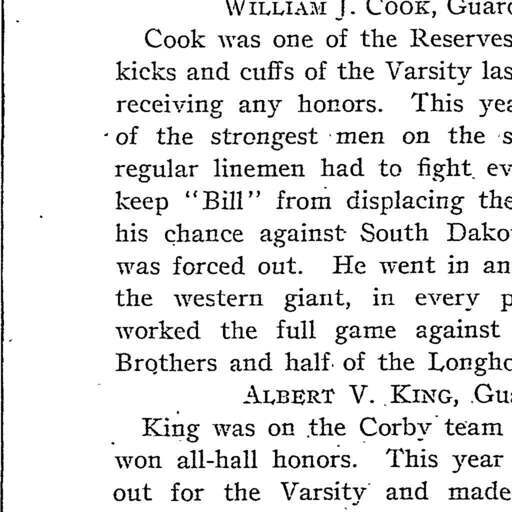 WILLIAM J. COOK, Guar
Cook was one of the Reserves
kicks and cuffs of the Varsity las
receiving any honors. This yea
of the strongest men on the s
regular linemen had to fight ev
keep "Bill" from displacing the
his chance against South Dako
was forced out. He went in an
the western giant, in every p
worked the full game against
Brothers and half of the Longho
ALBERT V. KING, Gua
King was on the Corby team
won all-hall honors. This year
out for the Varsity and made